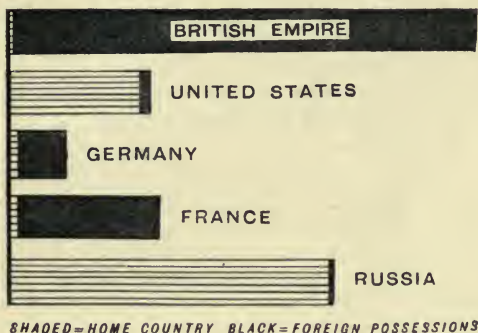 BRITISH EMPIRE
UNITED STATES
GERMANY
FRANCE
RUSSIA
SHADED=HOME COUNTRY BLACK=FOREIGN POSSESSIONS